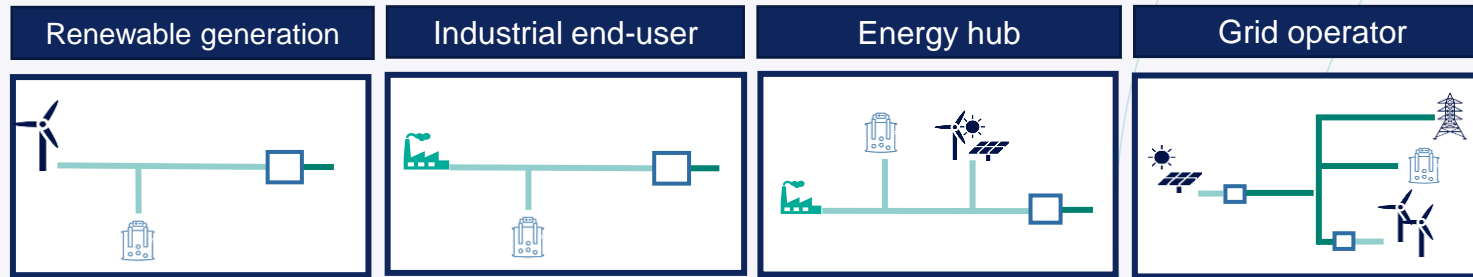 Renewable generation
Industrial end-user
Energy hub
Grid operator